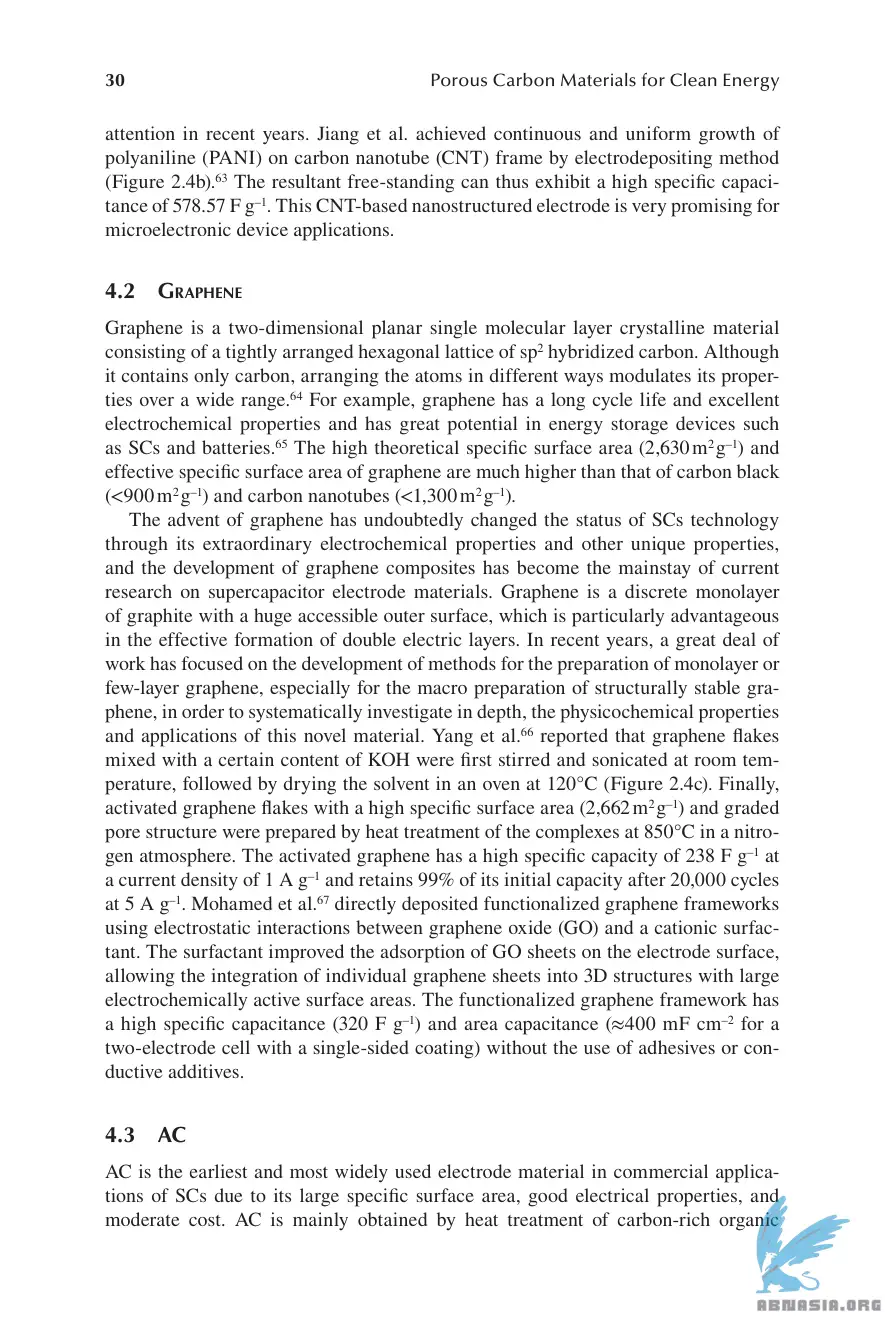 30 Porous Carbon Materials for Clean Energy
attention in recent years. Jiang et al. achieved continuous and uniform growth of
polyaniline (PANI) on carbon nanotube (CNT) frame by electrodepositing method
(Figure 2.4b).⁶³ The resultant free-standing can thus exhibit a high specific capaci-
tance of 578.57 F g⁻¹. This CNT-based nanostructured electrode is very promising for
microelectronic device applications.
4.2 Graphene
Graphene is a two-dimensional planar single molecular layer crystalline material
consisting of a tightly arranged hexagonal lattice of sp² hybridized carbon. Although
it contains only carbon, arranging the atoms in different ways modulates its proper-
ties over a wide range.⁶⁴ For example, graphene has a long cycle life and excellent
electrochemical properties and has great potential in energy storage devices such
as SCs and batteries.⁶⁵ The high theoretical specific surface area (2,630 m² g⁻¹) and
effective specific surface area of graphene are much higher than that of carbon black
(<900 m² g⁻¹) and carbon nanotubes (<1,300 m² g⁻¹).
The advent of graphene has undoubtedly changed the status of SCs technology
through its extraordinary electrochemical properties and other unique properties,
and the development of graphene composites has become the mainstay of current
research on supercapacitor electrode materials. Graphene is a discrete monolayer
of graphite with a huge accessible outer surface, which is particularly advantageous
in the effective formation of double electric layers. In recent years, a great deal of
work has focused on the development of methods for the preparation of monolayer or
few-layer graphene, especially for the macro preparation of structurally stable gra-
phene, in order to systematically investigate in depth, the physicochemical properties
and applications of this novel material. Yang et al.⁶⁶ reported that graphene flakes
mixed with a certain content of KOH were first stirred and sonicated at room tem-
perature, followed by drying the solvent in an oven at 120°C (Figure 2.4c). Finally,
activated graphene flakes with a high specific surface area (2,662 m² g⁻¹) and graded
pore structure were prepared by heat treatment of the complexes at 850°C in a nitro-
gen atmosphere. The activated graphene has a high specific capacity of 238 F g⁻¹ at
a current density of 1 A g⁻¹ and retains 99% of its initial capacity after 20,000 cycles
at 5 A g⁻¹. Mohamed et al.⁶⁷ directly deposited functionalized graphene frameworks
using electrostatic interactions between graphene oxide (GO) and a cationic surfac-
tant. The surfactant improved the adsorption of GO sheets on the electrode surface,
allowing the integration of individual graphene sheets into 3D structures with large
electrochemically active surface areas. The functionalized graphene framework has
a high specific capacitance (320 F g⁻¹) and area capacitance (≈400 mF cm⁻² for a
two-electrode cell with a single-sided coating) without the use of adhesives or con-
ductive additives.
4.3 AC
AC is the earliest and most widely used electrode material in commercial applica-
tions of SCs due to its large specific surface area, good electrical properties, and
moderate cost. AC is mainly obtained by heat treatment of carbon-rich organic
ABNASIA.ORG